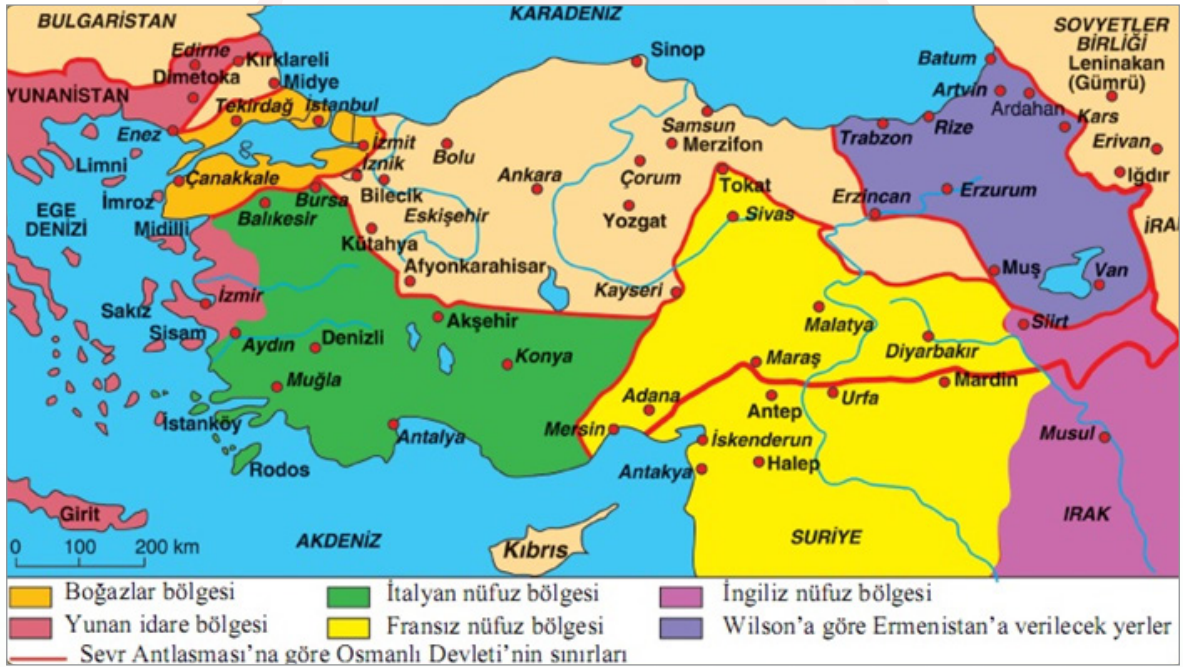 BULGARİSTAN
KARADENİZ
SOVYETLER
BİRLİĞİ
Leninakan
(Gümrü)
Edirne
Kırklareli
Dimetoka
Midye
Sinop
Batum
YUNANİSTAN
Tekirdağ
İstanbul
Artvin
Ardahan
Kars
Enez
İzmit
Samsun
Merzifon
Trabzon
Rize
Erivan
Limni
İznik
Bolu
Çanakkale
Ankara
Çorum
Tokat
Iğdır
İmroz
Bursa
Bilecik
Erzincan
Erzurum
EGE
DENİZİ
Balıkesir
Eskişehir
Yozgat
Sivas
İRAN
Midilli
Kütahya
Afyonkarahisar
Muş
Van
Kayseri
Sakız
İzmir
Akşehir
Malatya
Siirt
Sisam
Aydın
Denizli
Konya
Maraş
Diyarbakır
Muğla
Adana
Antep
Urfa
Mardin
İstanköy
Antalya
Mersin
İskenderun
Musul
Rodos
Antakya
Halep
Girit
0 100 200 km
AKDENİZ
Kıbrıs
SURİYE
IRAK
Boğazlar bölgesi
İtalyan nüfuz bölgesi
İngiliz nüfuz bölgesi
Yunan idare bölgesi
Fransız nüfuz bölgesi
Wilson'a göre Ermenistan'a verilecek yerler
Sevr Antlaşması'na göre Osmanlı Devleti'nin sınırları